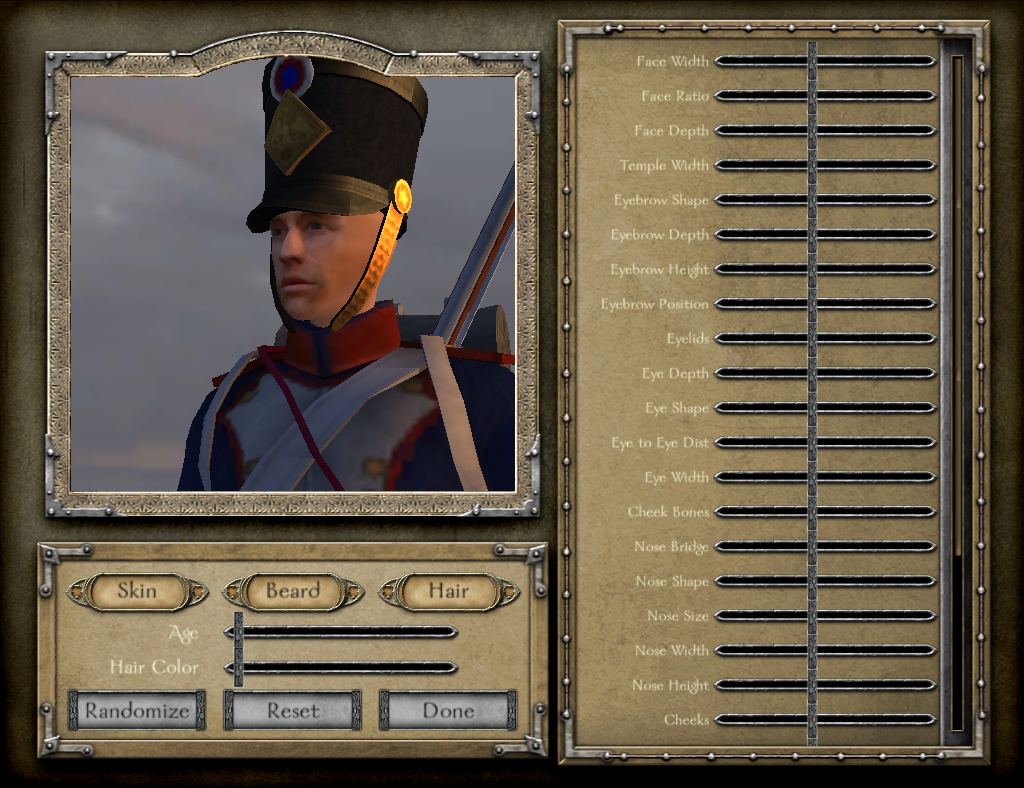 Face Width
Face Ratio
Face Depth
Temple Width
Eyebrow Shape
Eyebrow Depth
Eyebrow Height
Eyebrow Position
Eyelids
Eye Depth
Eye Shape
Eye to Eye Dist
Eye Width
Cheek Bones
Nose Bridge
Nose Shape
Nose Size
Nose Width
Nose Height
Cheeks
Skin Beard Hair
Age
Hair Color
Randomize Reset Done